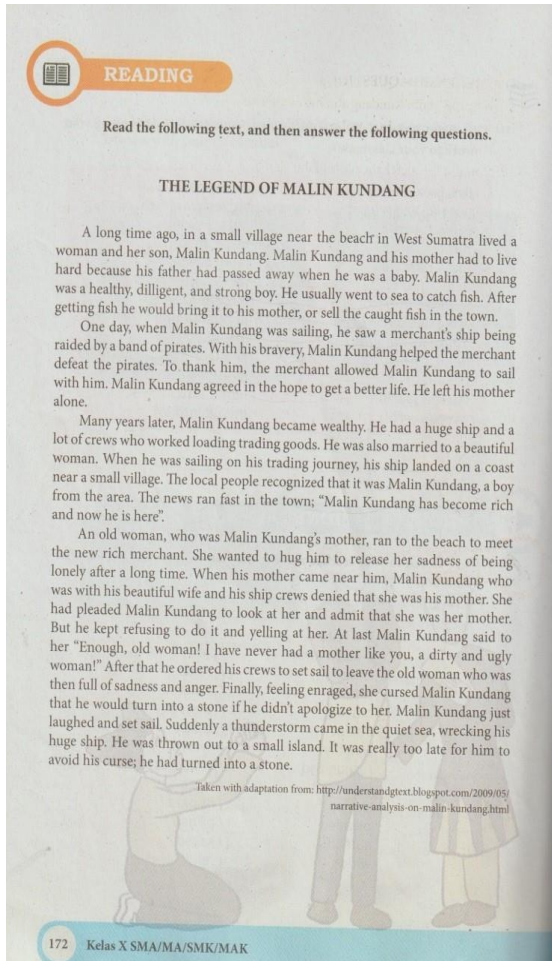 READING
Read the following text, and then answer the following questions.
THE LEGEND OF MALIN KUNDANG
A long time ago, in a small village near the beach in West Sumatra lived a
woman and her son, Malin Kundang. Malin Kundang and his mother had to live
hard because his father had passed away when he was a baby. Malin Kundang
was a healthy, dilligent, and strong boy. He usually went to sea to catch fish. After
getting fish he would bring it to his mother, or sell the caught fish in the town.
One day, when Malin Kundang was sailing, he saw a merchant's ship being
raided by a band of pirates. With his bravery, Malin Kundang helped the merchant
defeat the pirates. To thank him, the merchant allowed Malin Kundang to sail
with him. Malin Kundang agreed in the hope to get a better life. He left his mother
alone.
Many years later, Malin Kundang became wealthy. He had a huge ship and a
lot of crews who worked loading trading goods. He was also married to a beautiful
woman. When he was sailing on his trading journey, his ship landed on a coast
near a small village. The local people recognized that it was Malin Kundang, a boy
from the area. The news ran fast in the town; “Malin Kundang has become rich
and now he is here”.
An old woman, who was Malin Kundang's mother, ran to the beach to meet
the new rich merchant. She wanted to hug him to release her sadness of being
lonely after a long time. When his mother came near him, Malin Kundang who
was with his beautiful wife and his ship crews denied that she was his mother. She
had pleaded Malin Kundang to look at her and admit that she was her mother.
But he kept refusing to do it and yelling at her. At last Malin Kundang said to
her “Enough, old woman! I have never had a mother like you, a dirty and ugly
woman!” After that he ordered his crews to set sail to leave the old woman who was
then full of sadness and anger. Finally, feeling enraged, she cursed Malin Kundang
that he would turn into a stone if he didn't apologize to her. Malin Kundang just
laughed and set sail. Suddenly a thunderstorm came in the quiet sea, wrecking his
huge ship. He was thrown out to a small island. It was really too late for him to
avoid his curse; he had turned into a stone.
Taken with adaptation from: http://understandgtext.blogspot.com/2009/05/
narrative-analysis-on-malin-kundang.html
172 Kelas X SMA/MA/SMK/MAK